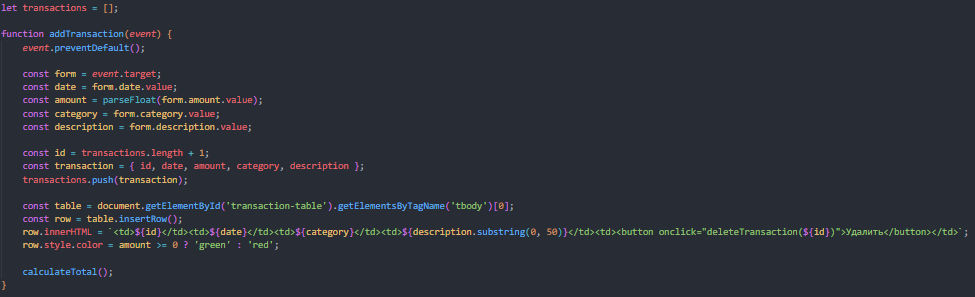 let transactions = [];
function addTransaction(event) {
event.preventDefault();
const form = event.target;
const date = form.date.value;
const amount = parseFloat(form.amount.value);
const category = form.category.value;
const description = form.description.value;
const id = transactions.length + 1;
const transaction = { id, date, amount, category, description };
transactions.push(transaction);
const table = document.getElementById('transaction-table').getElementsByTagName('tbody')[0];
const row = table.insertRow();
row.innerHTML = `<td>${id}</td><td>${date}</td><td>${category}</td><td>${description.substring(0, 50)}</td><td><button onclick="deleteTransaction(${id})">Удалить</button></td>`;
row.style.color = amount >= 0 ? 'green' : 'red';
calculateTotal();
}